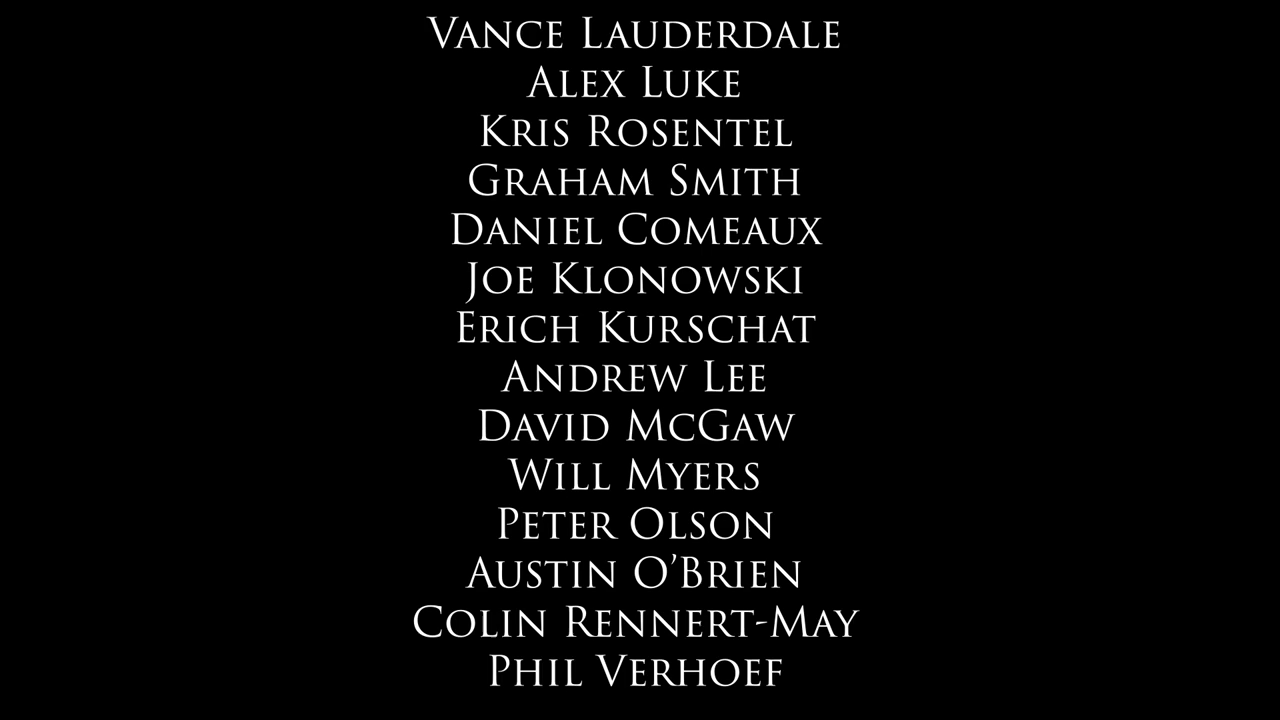 Vance Lauderdale
Alex Luke
Kris Rosentel
Graham Smith
Daniel Comeaux
Joe Klonowski
Erich Kurschat
Andrew Lee
David McGaw
Will Myers
Peter Olson
Austin O’Brien
Colin Rennert-May
Phil Verhoef